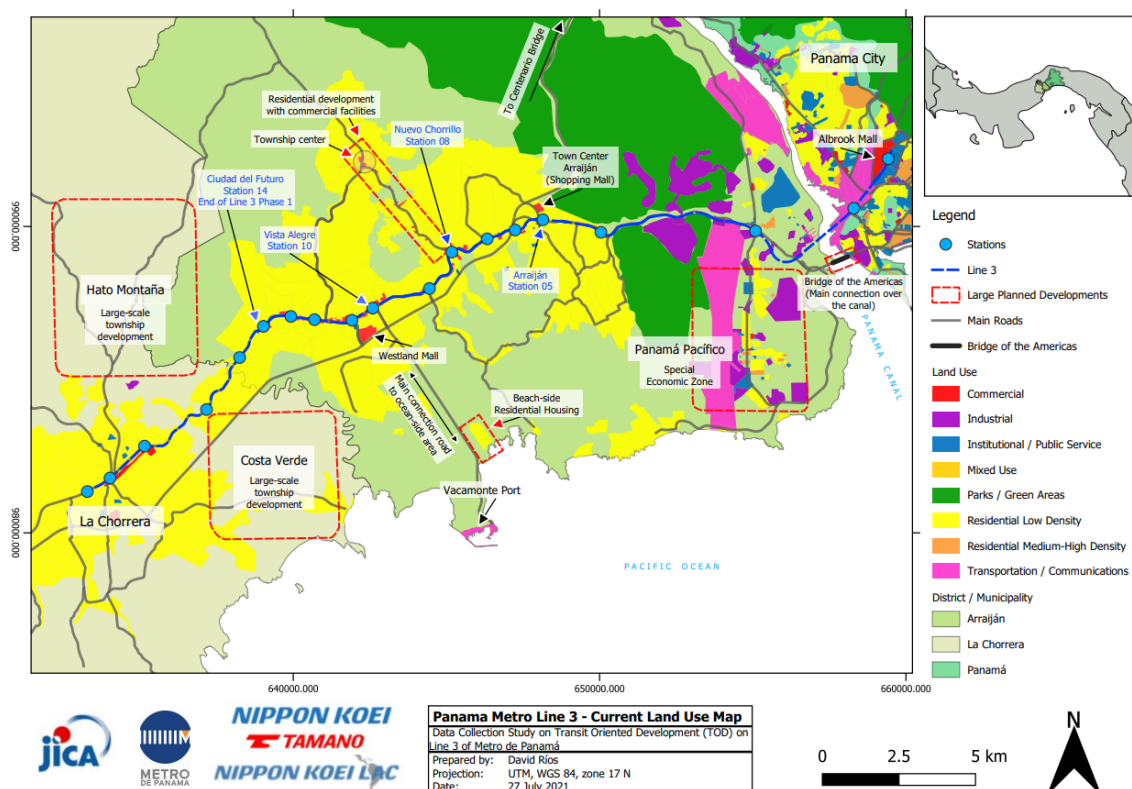 To Centenario Bridge
Panama City
Residential development
with commercial facilities
Township center
Nuevo Chorrillo
Station 08
Albrook Mall
Town Center
Arraiján
(Shopping Mall)
Ciudad del Futuro
Station 14
End of Line 3 Phase 1
Vista Alegre
Station 10
Arraiján
Station 05
Hato Montaña
Large-scale
township
development
Bridge of the Americas
(Main connection over
the canal)
PANAMA CANAL
Panamá Pacífico
Special
Economic Zone
Westland Mall
Main connection road
to ocean-side area
Beach-side
Residential Housing
Costa Verde
Large-scale
township
development
Vacamonte Port
La Chorrera
PACIFIC OCEAN
990000.000
980000.000
640000.000
650000.000
660000.000
Legend
Stations
Line 3
Large Planned Developments
Main Roads
Bridge of the Americas
Land Use
Commercial
Industrial
Institutional / Public Service
Mixed Use
Parks / Green Areas
Residential Low Density
Residential Medium-High Density
Transportation / Communications
District / Municipality
Arraiján
La Chorrera
Panamá
jICA
METRO
DE PANAMÁ
NIPPON KOEI
TAMANO
NIPPON KOEI LAC
Panama Metro Line 3 - Current Land Use Map
Data Collection Study on Transit Oriented Development (TOD) on
Line 3 of Metro de Panamá
Prepared by: David Ríos
Projection: UTM, WGS 84, zone 17 N
Date: 27 July 2021
0 2.5 5 km
N